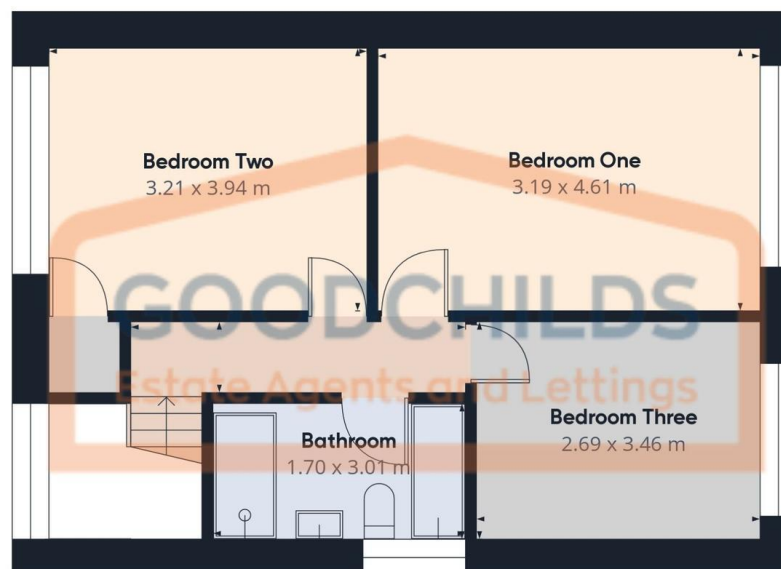 Bedroom Two
3.21 x 3.94 m
Bedroom One
3.19 x 4.61 m
GOODCHILDS
Estate Agents and Lettings
Bedroom Three
2.69 x 3.46 m
Bathroom
1.70 x 3.01 m